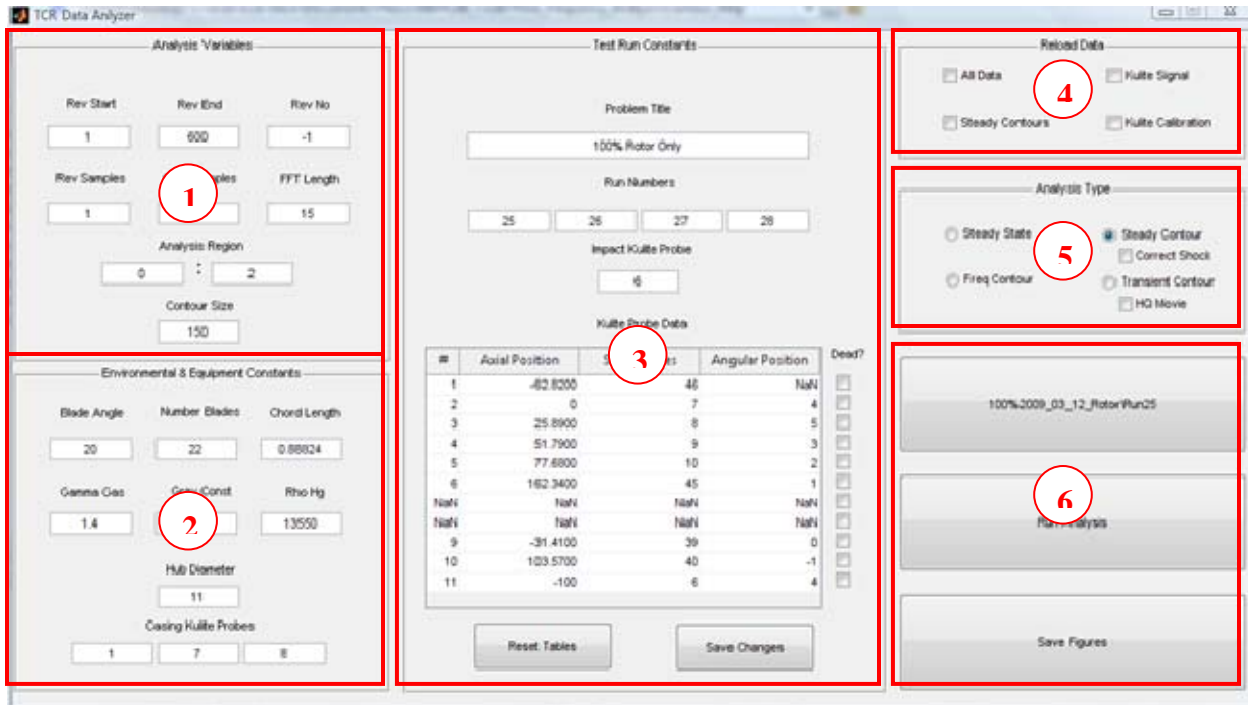 TCR Data Anlyzer
Analysis Variables
Rev Start
Rev End
Rev No
1
600
-1
Rev Samples
FFT Length
1
15
1
Analysis Region
0 : 2
Contour Size
150
Environmental & Equipment Constants
Blade Angle
Number Blades
Chord Length
20
22
0.88824
Gamma Gas
Rho Hg
1.4
13550
2
Hub Diameter
11
Casing Kulite Probes
1
7
8
Test Run Constants
Problem Title
100% Rotor Only
Run Numbers
25
26
27
28
Impact Kulite Probe
6
Kulite Probe Data
3
# Axial Position Angular Position Dead?
1 -62.8200 46 NaN
2 0 7 4
3 25.8900 8 5
4 51.7900 9 3
5 77.6800 10 2
6 162.3400 45 1
NaN NaN NaN NaN
NaN NaN NaN NaN
9 -31.4100 39 0
10 103.5700 40 -1
11 -100 6 4
Reset Tables
Save Changes
Reload Data
All Data
Kulite Signal
4
Steady Contours
Kulite Calibration
Analysis Type
Steady State
Steady Contour
Correct Shock
5
Freq Contour
Transient Contour
HQ Movie
100%\2009_03_12_Rotor\Run25
6
Run Analysis
Save Figures